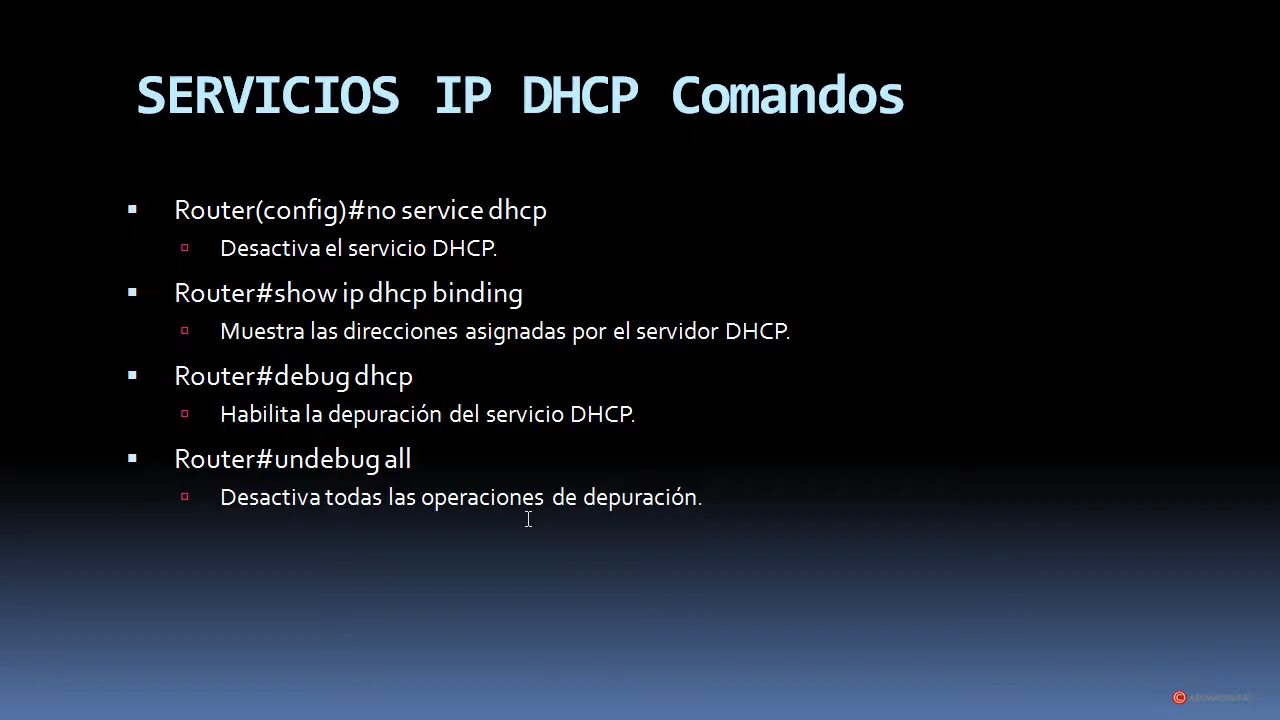 SERVICIOS IP DHCP Comandos
Router(config)#no service dhcp
Desactiva el servicio DHCP.
Router#show ip dhcp binding
Muestra las direcciones asignadas por el servidor DHCP.
Router#debug dhcp
Habilita la depuración del servicio DHCP.
Router#undebug all
Desactiva todas las operaciones de depuración.